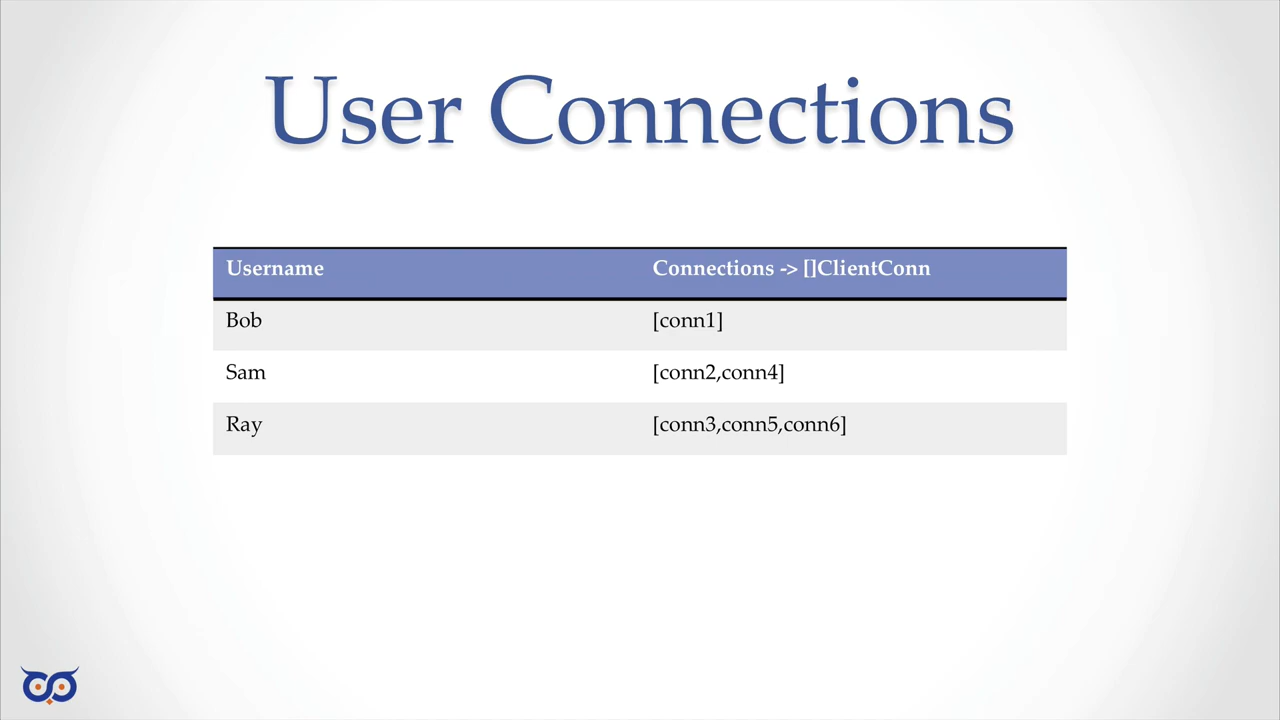 User Connections
Username Connections -> []ClientConn
Bob [conn1]
Sam [conn2,conn4]
Ray [conn3,conn5,conn6]